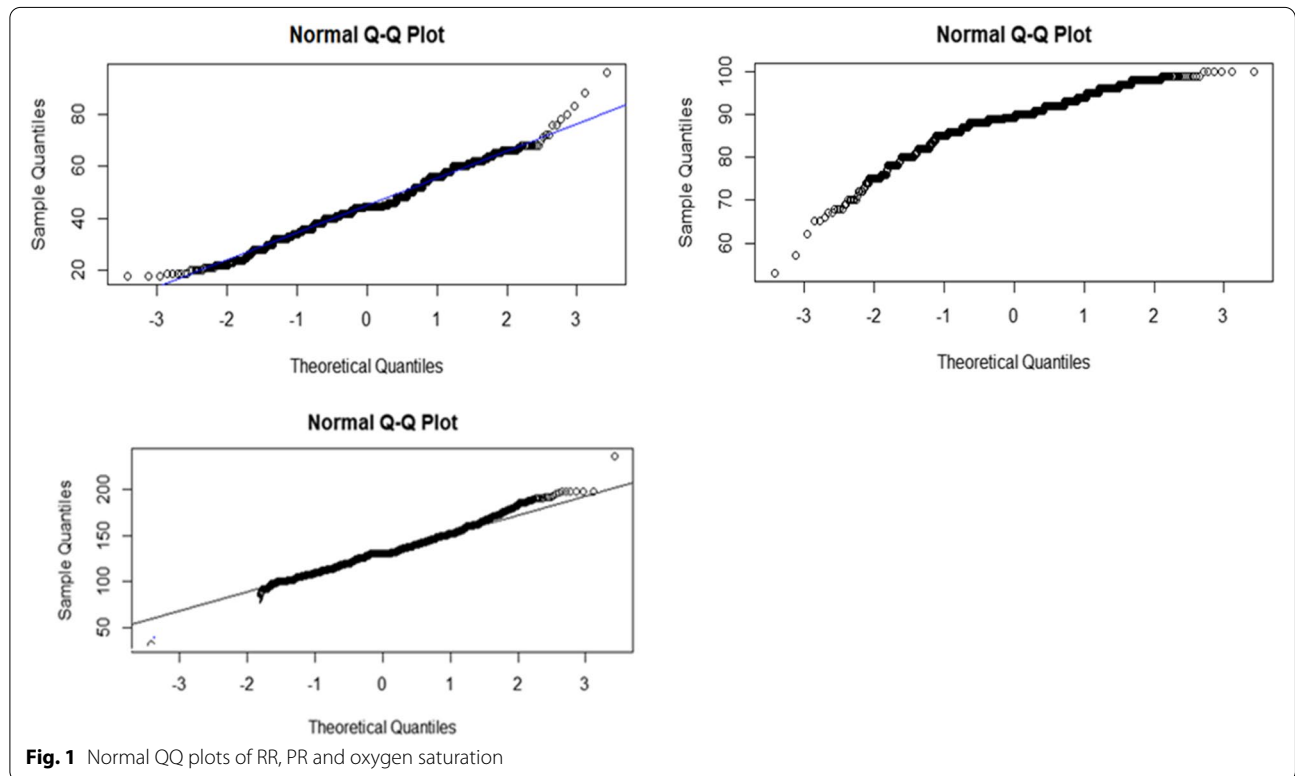 Normal Q-Q Plot
Sample Quantiles
80
60
40
20
-3 -2 -1 0 1 2 3
Theoretical Quantiles
Normal Q-Q Plot
Sample Quantiles
100
90
80
70
60
-3 -2 -1 0 1 2 3
Theoretical Quantiles
Normal Q-Q Plot
Sample Quantiles
200
150
100
50
-3 -2 -1 0 1 2 3
Theoretical Quantiles
Fig. 1 Normal QQ plots of RR, PR and oxygen saturation